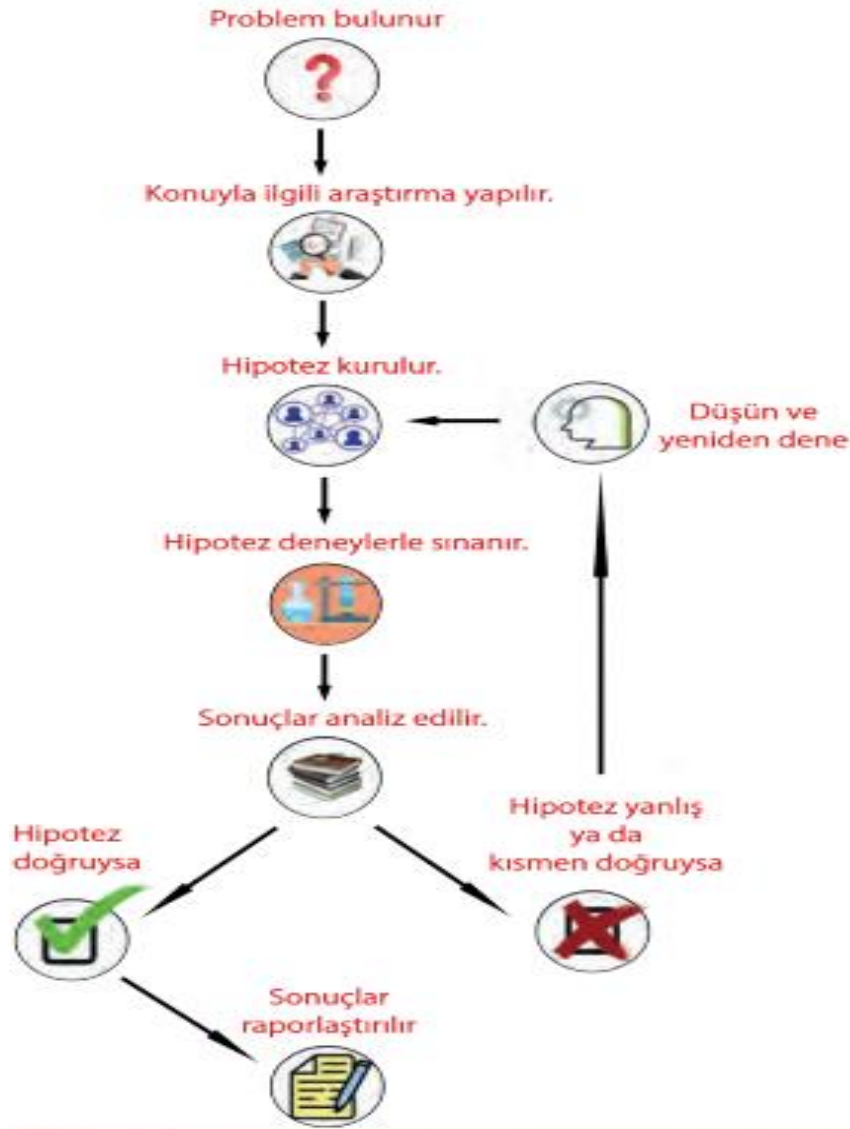 Problem bulunur
?
Konuyla ilgili araştırma yapılır.
Hipotez kurulur.
Düşün ve
yeniden dene
Hipotez deneylerle sınanır.
Sonuçlar analiz edilir.
Hipotez
doğruysa
Hipotez yanlış
ya da
kısmen doğruysa
Sonuçlar
raporlaştırılır